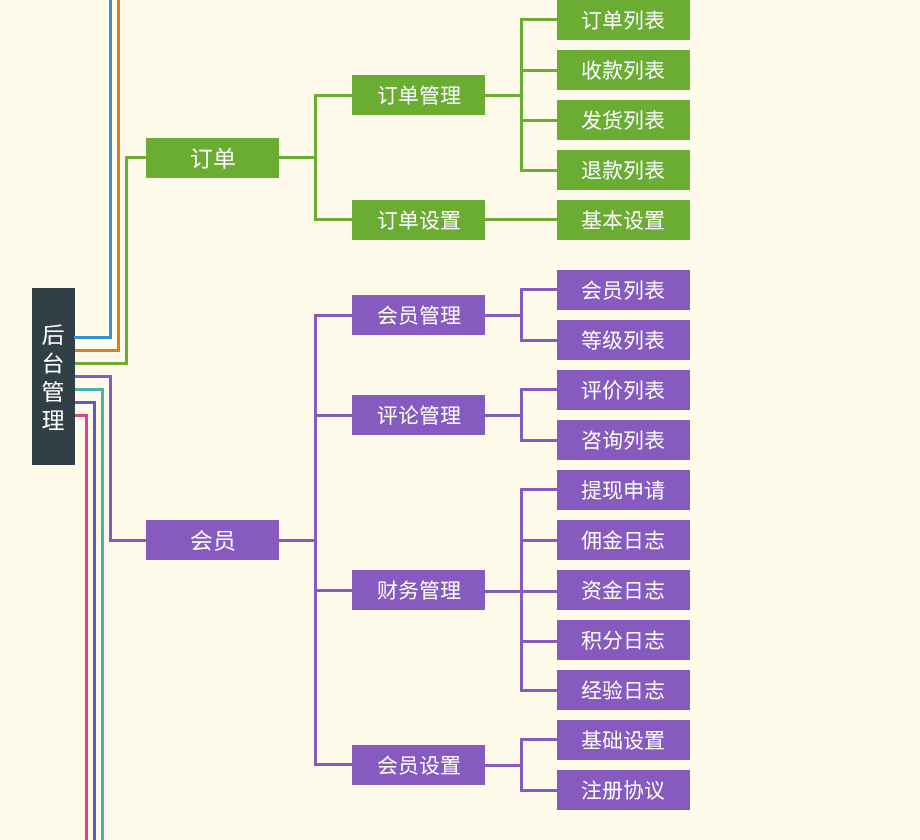 后台管理
订单
订单管理
订单列表
收款列表
发货列表
退款列表
订单设置
基本设置
会员
会员管理
会员列表
等级列表
评论管理
评价列表
咨询列表
财务管理
提现申请
佣金日志
资金日志
积分日志
经验日志
会员设置
基础设置
注册协议